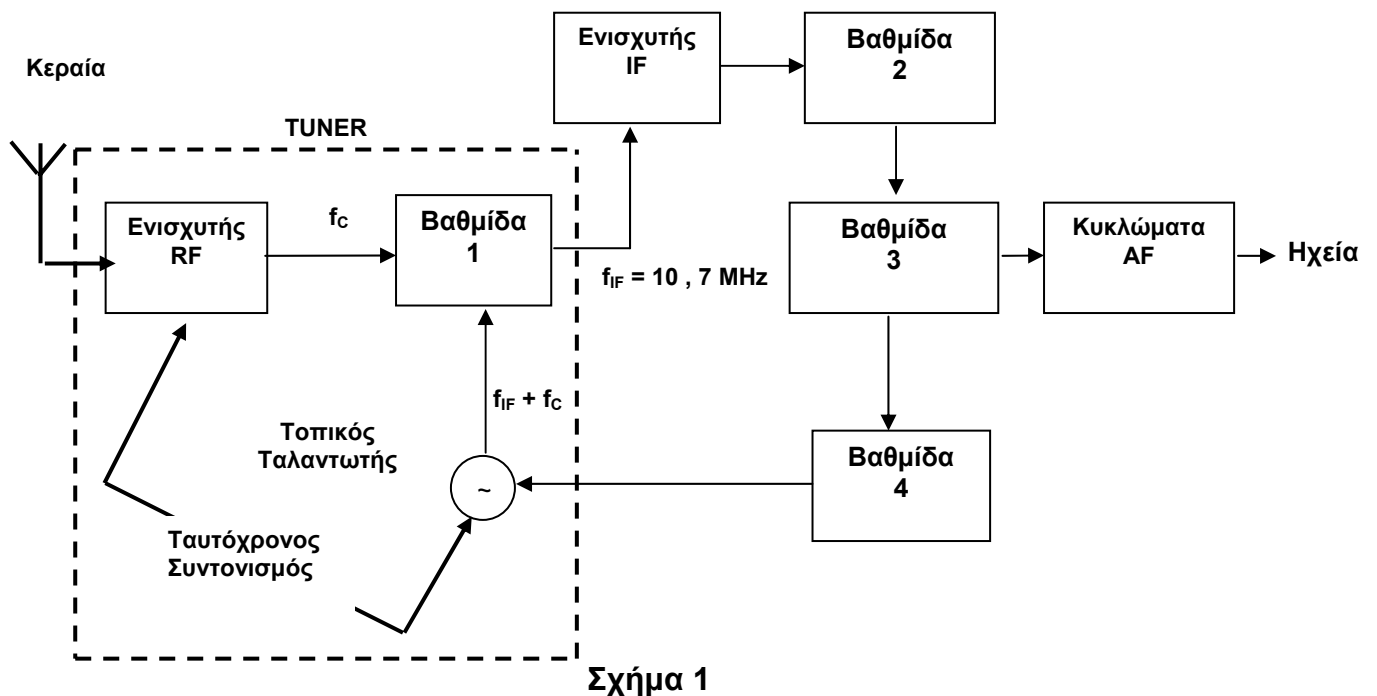 Κεραία
TUNER
Ενισχυτής
RF
fC
Βαθμίδα
1
Ενισχυτής
IF
Βαθμίδα
2
fIF = 10 , 7 MHz
Βαθμίδα
3
Κυκλώματα
AF
Ηχεία
fIF + fC
Τοπικός
Ταλαντωτής
~
Βαθμίδα
4
Ταυτόχρονος
Συντονισμός
Σχήμα 1